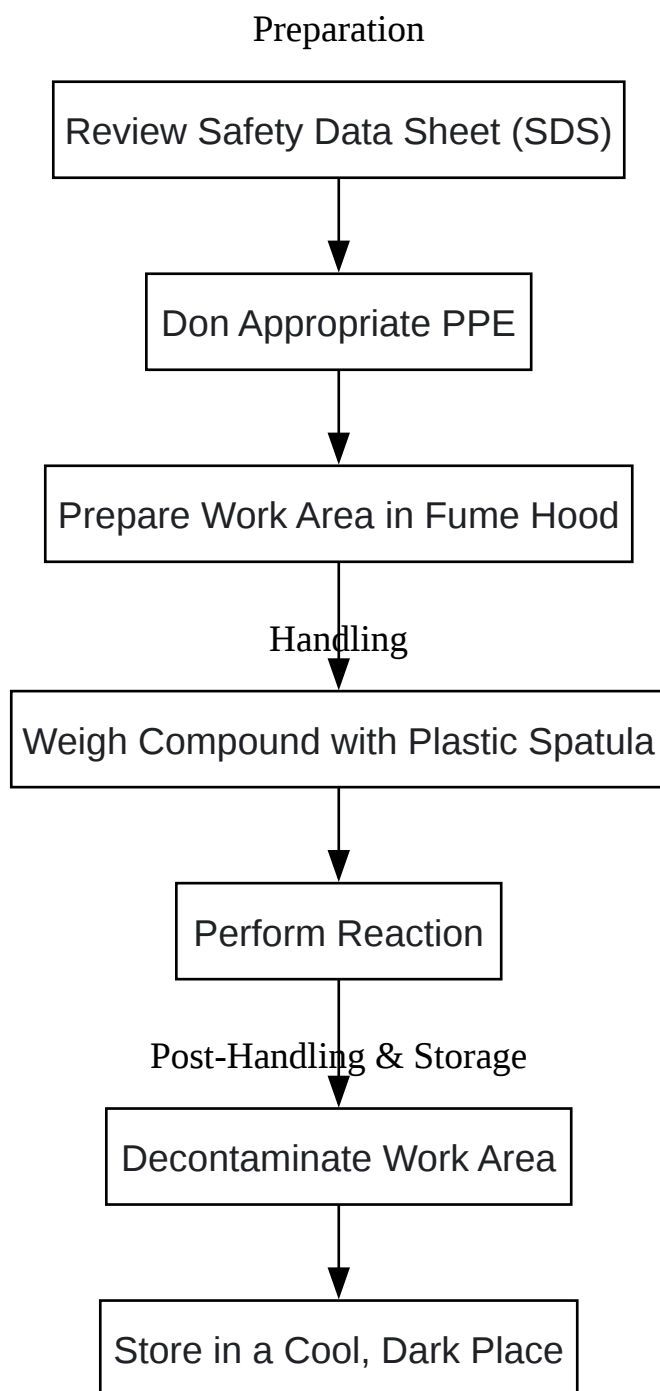 Preparation
Review Safety Data Sheet (SDS)
Don Appropriate PPE
Prepare Work Area in Fume Hood
Handling
Weigh Compound with Plastic Spatula
Perform Reaction
Post-Handling & Storage
Decontaminate Work Area
Store in a Cool, Dark Place